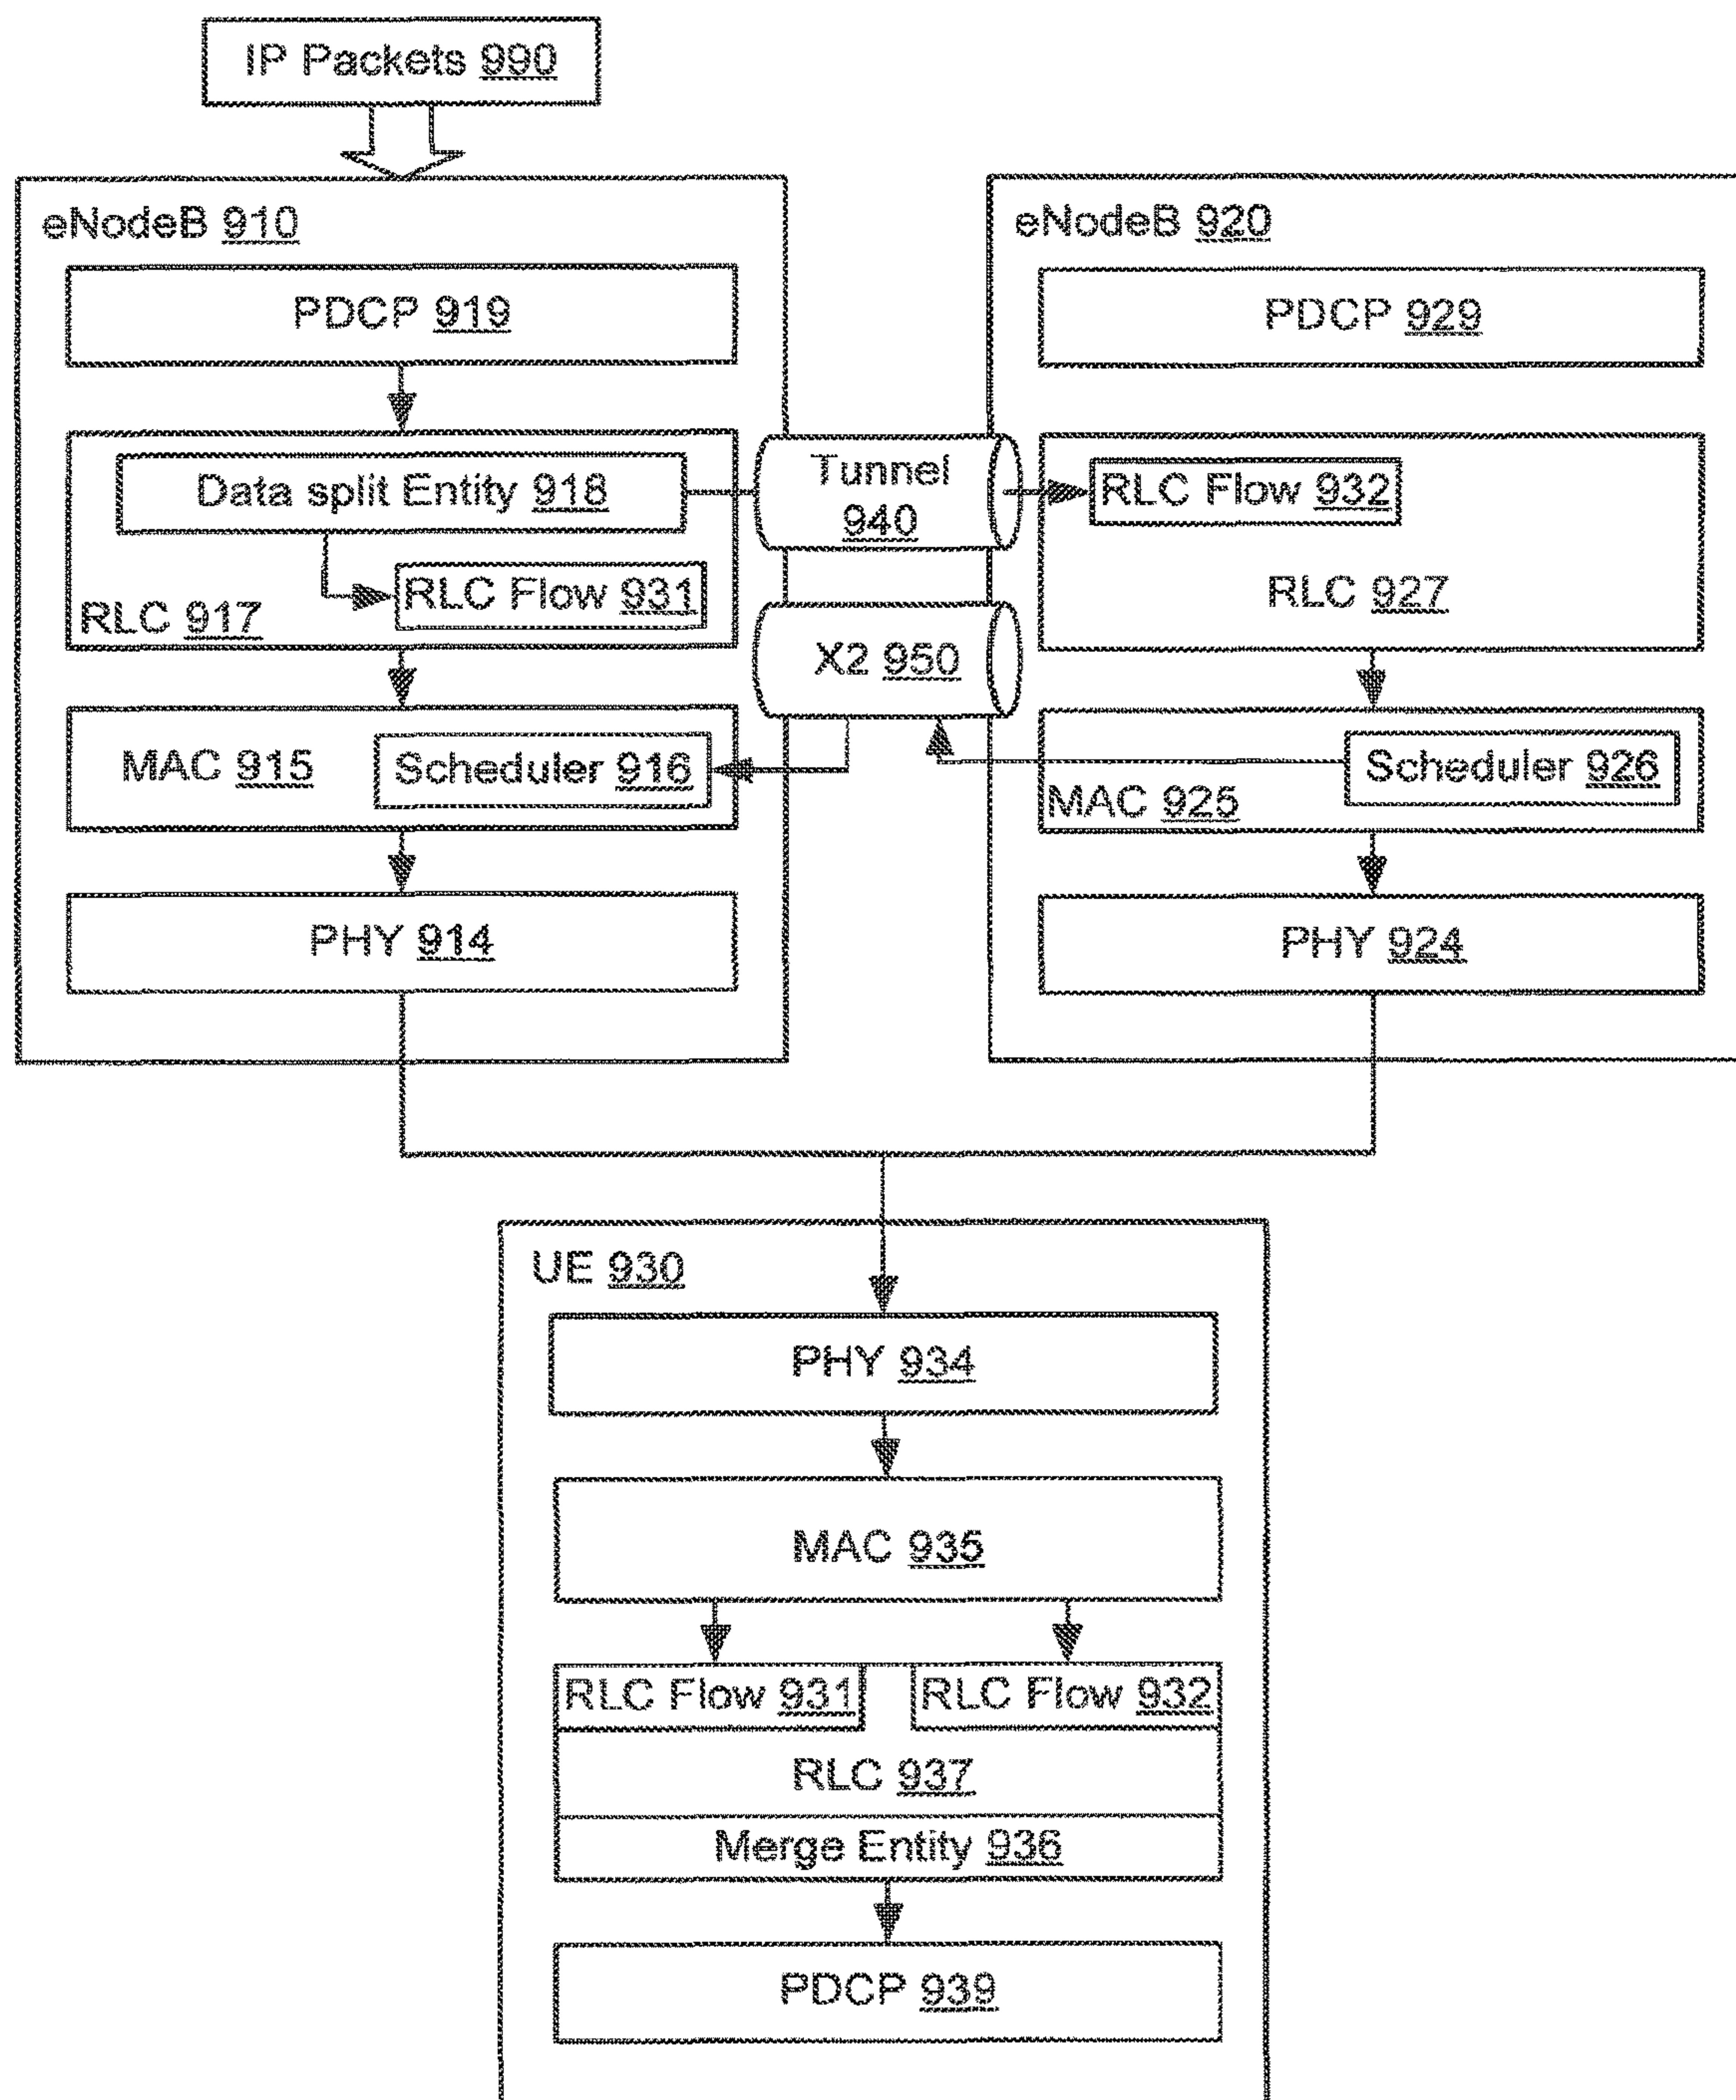 IP Packets 990
eNodeB 910
PDCP 919
Data split Entity 918
RLC Flow 931
RLC 917
MAC 915
Scheduler 916
PHY 914
Tunnel
940
X2 950
eNodeB 920
PDCP 929
RLC Flow 932
RLC 927
Scheduler 926
MAC 925
PHY 924
UE 930
PHY 934
MAC 935
RLC Flow 931
RLC Flow 932
RLC 937
Merge Entity 936
PDCP 939